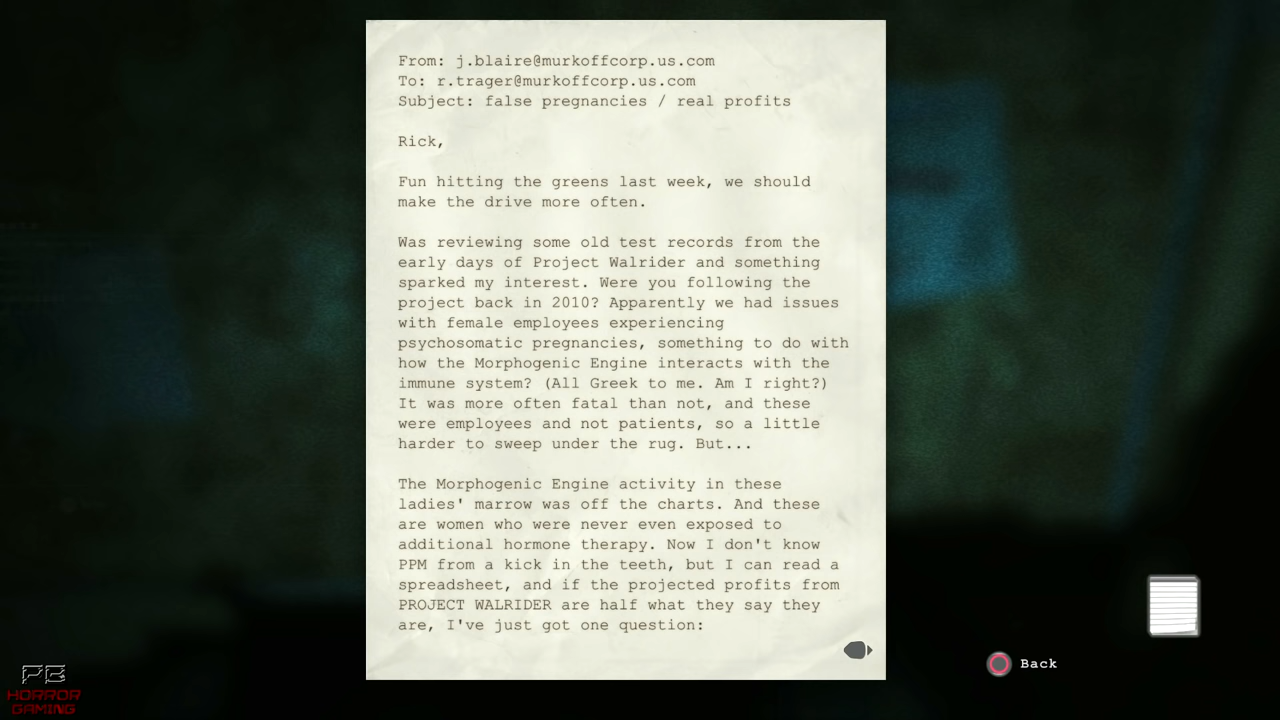 From: j.blaire@murkoffcorp.us.com
To: r.trager@murkoffcorp.us.com
Subject: false pregnancies / real profits
Rick,
Fun hitting the greens last week, we should
make the drive more often.
Was reviewing some old test records from the
early days of Project Walrider and something
sparked my interest. Were you following the
project back in 2010? Apparently we had issues
with female employees experiencing
psychosomatic pregnancies, something to do with
how the Morphogenic Engine interacts with the
immune system? (All Greek to me. Am I right?)
It was more often fatal than not, and these
were employees and not patients, so a little
harder to sweep under the rug. But...
The Morphogenic Engine activity in these
ladies' marrow was off the charts. And these
are women who were never even exposed to
additional hormone therapy. Now I don't know
PPM from a kick in the teeth, but I can read a
spreadsheet, and if the projected profits from
PROJECT WALRIDER are half what they say they
are, I've just got one question:
Back
PB
HORROR
GAMING